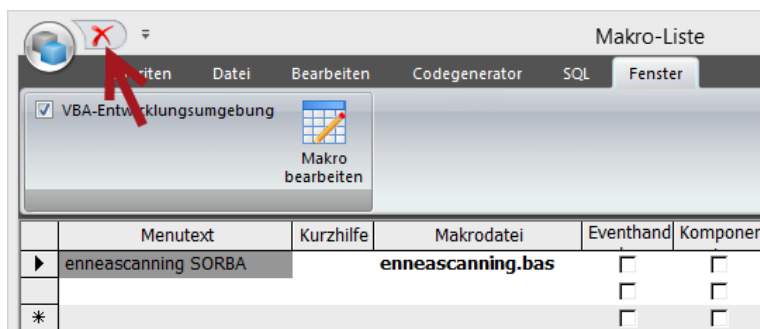 Makro-Liste
Datei Bearbeiten Codegenerator SQL Fenster
VBA-Entwicklungsumgebung
Makro
bearbeiten
Menutext Kurzhilfe Makrodatei Eventhand Komponen
enneascanning SORBA enneascanning.bas